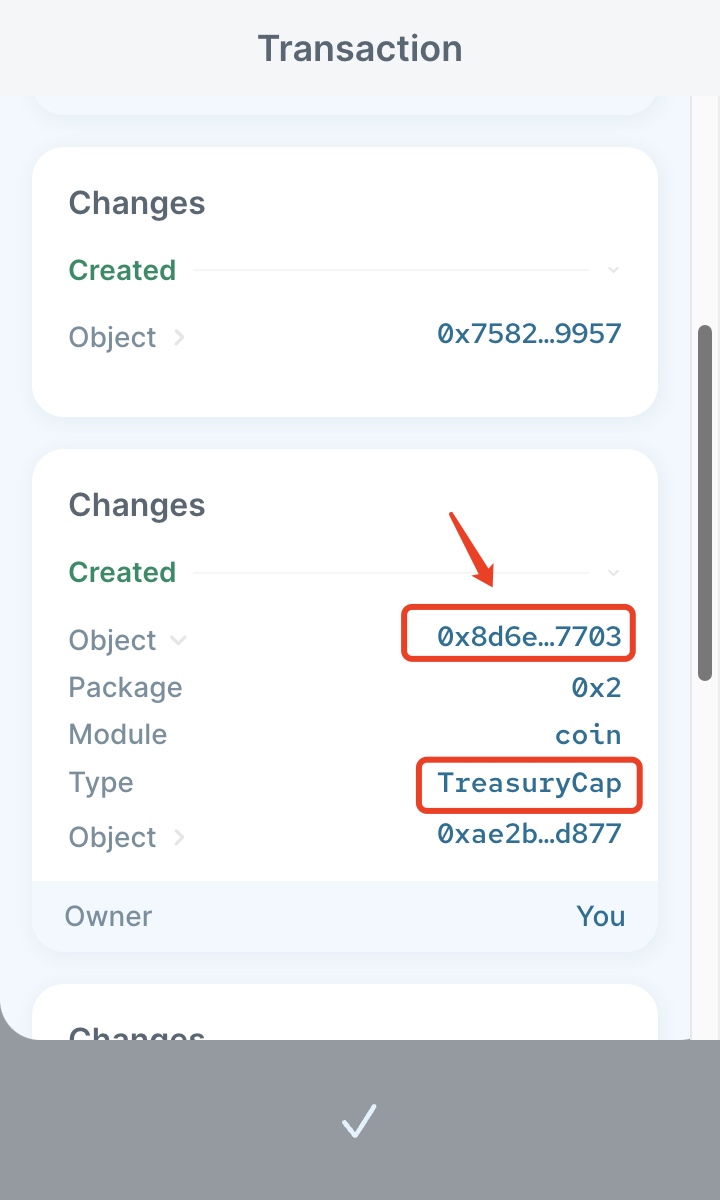 Transaction
Changes
Created
Object 0x7582…9957
Changes
Created
Object 0x8d6e…7703
Package 0x2
Module coin
Type TreasuryCap
Object 0xae2b…d877
Owner You
Changes